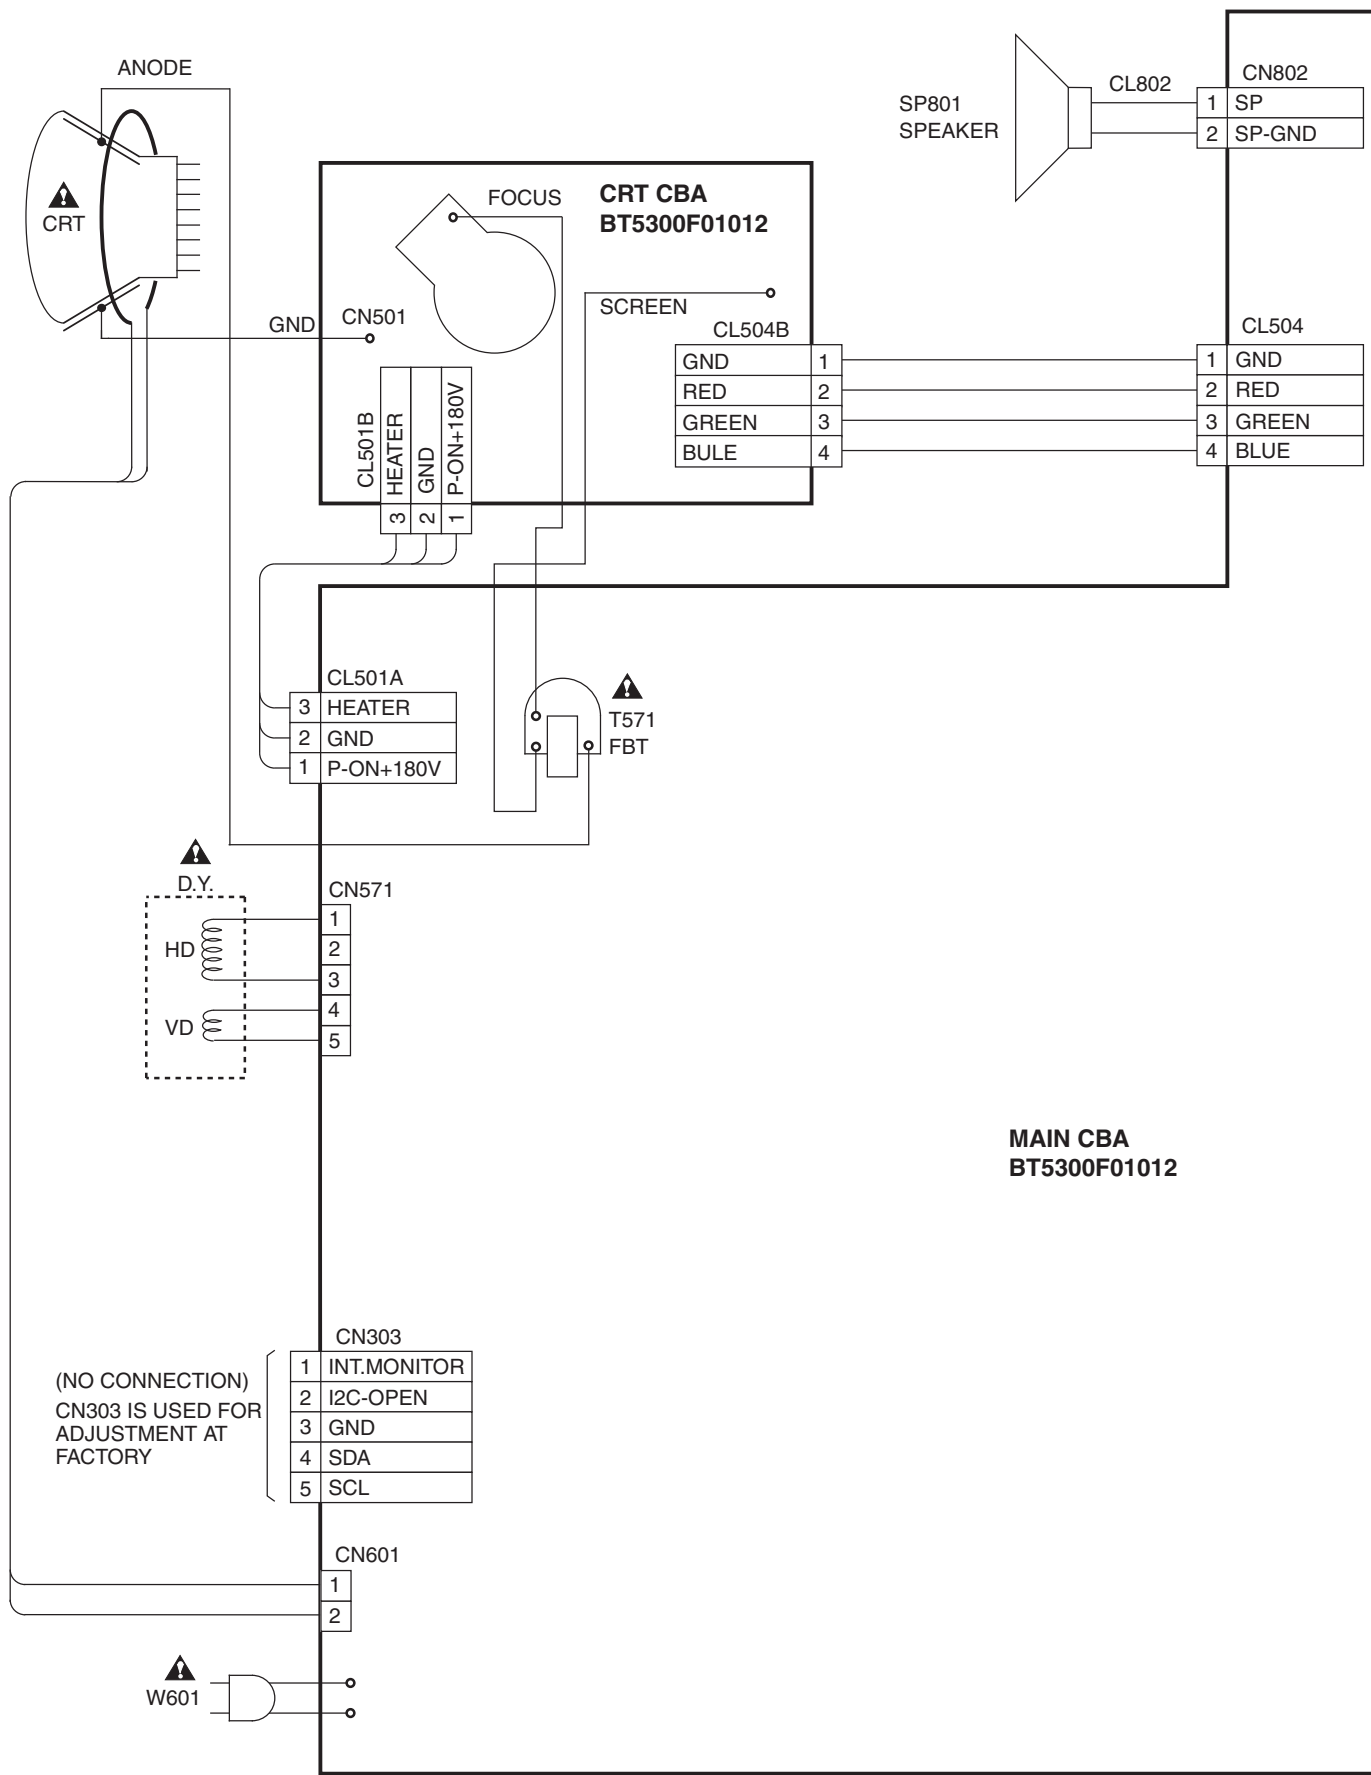 ANODE
CRT
GND
CN501
FOCUS
CRT CBA
BT5300F01012
SCREEN
CL504B
GND 1
RED 2
GREEN 3
BULE 4
CL501B
HEATER 3
GND 2
P-ON+180V 1
SP801
SPEAKER
CL802
CN802
1 SP
2 SP-GND
CL504
1 GND
2 RED
3 GREEN
4 BLUE
CL501A
3 HEATER
2 GND
1 P-ON+180V
T571
FBT
D.Y.
HD
VD
CN571
1
2
3
4
5
MAIN CBA
BT5300F01012
(NO CONNECTION)
CN303 IS USED FOR
ADJUSTMENT AT
FACTORY
CN303
1 INT.MONITOR
2 I2C-OPEN
3 GND
4 SDA
5 SCL
CN601
1
2
W601